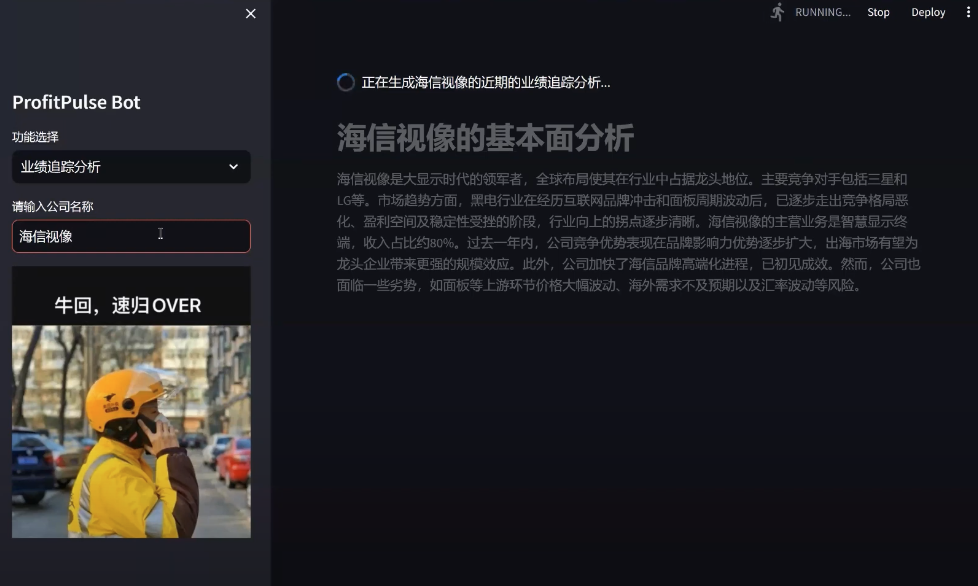 RUNNING...
Stop
Deploy
ProfitPulse Bot
功能选择
业绩追踪分析
请输入公司名称
海信视像
牛回，速归OVER
正在生成海信视像的近期的业绩追踪分析...
海信视像的基本面分析
海信视像是大显示时代的领军者，全球布局使其在行业中占据龙头地位。主要竞争对手包括三星和
LG等。市场趋势方面，黑电行业在经历互联网品牌冲击和面板周期波动后，已逐步走出竞争格局恶
化、盈利空间及稳定性受挫的阶段，行业向上的拐点逐步清晰。海信视像的主营业务是智慧显示终
端，收入占比约80%。过去一年内，公司竞争优势表现在品牌影响力优势逐步扩大，出海市场有望为
龙头企业带来更强的规模效应。此外，公司加快了海信品牌高端化进程，已初见成效。然而，公司也
面临一些劣势，如面板等上游环节价格大幅波动、海外需求不及预期以及汇率波动等风险。